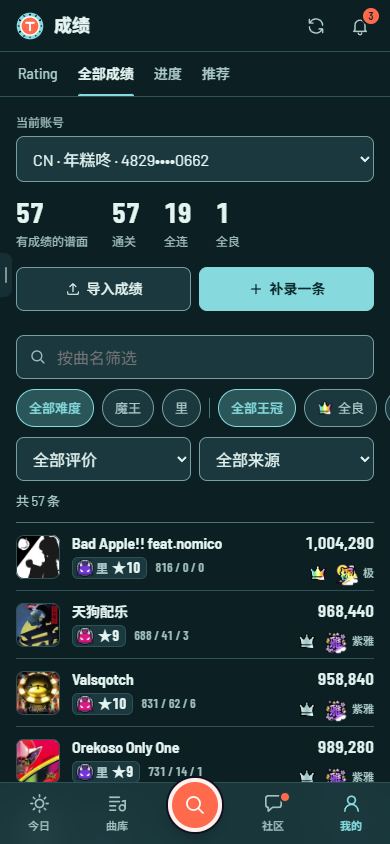 成绩
3
Rating 全部成绩 进度 推荐
当前账号
CN · 年糕咚 · 4829••••0662
57 57 19 1
有成绩的谱面 通关 全连 全良
导入成绩 补录一条
按曲名筛选
全部难度 魔王 里 全部王冠 全良
全部评价 全部来源
共 57 条
Bad Apple!! feat.nomico 1,004,290
里 ★10 816 / 0 / 0 极
天狗配乐 968,440
★9 688 / 41 / 3 紫雅
Valsqotch 958,840
★10 831 / 62 / 6 紫雅
Orekoso Only One 989,280
里 ★9 731 / 14 / 1 紫雅
今日 曲库 社区 我的